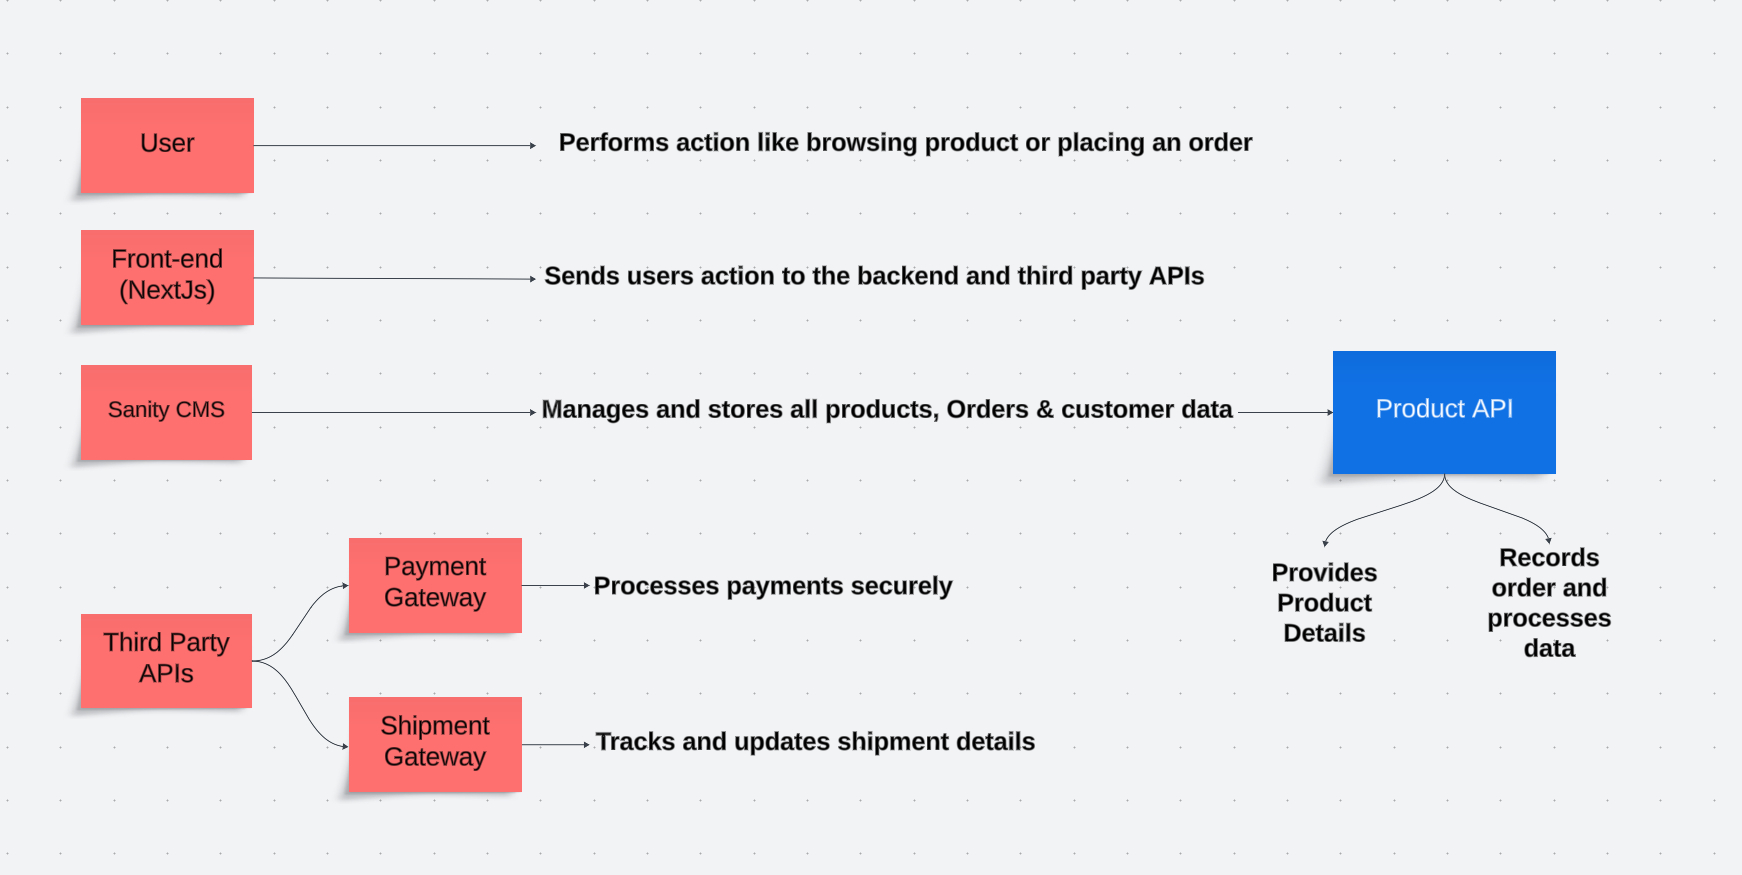 User
Performs action like browsing product or placing an order
Front-end
(NextJs)
Sends users action to the backend and third party APIs
Sanity CMS
Manages and stores all products, Orders & customer data
Product API
Provides
Product
Details
Records
order and
processes
data
Third Party
APIs
Payment
Gateway
Processes payments securely
Shipment
Gateway
Tracks and updates shipment details